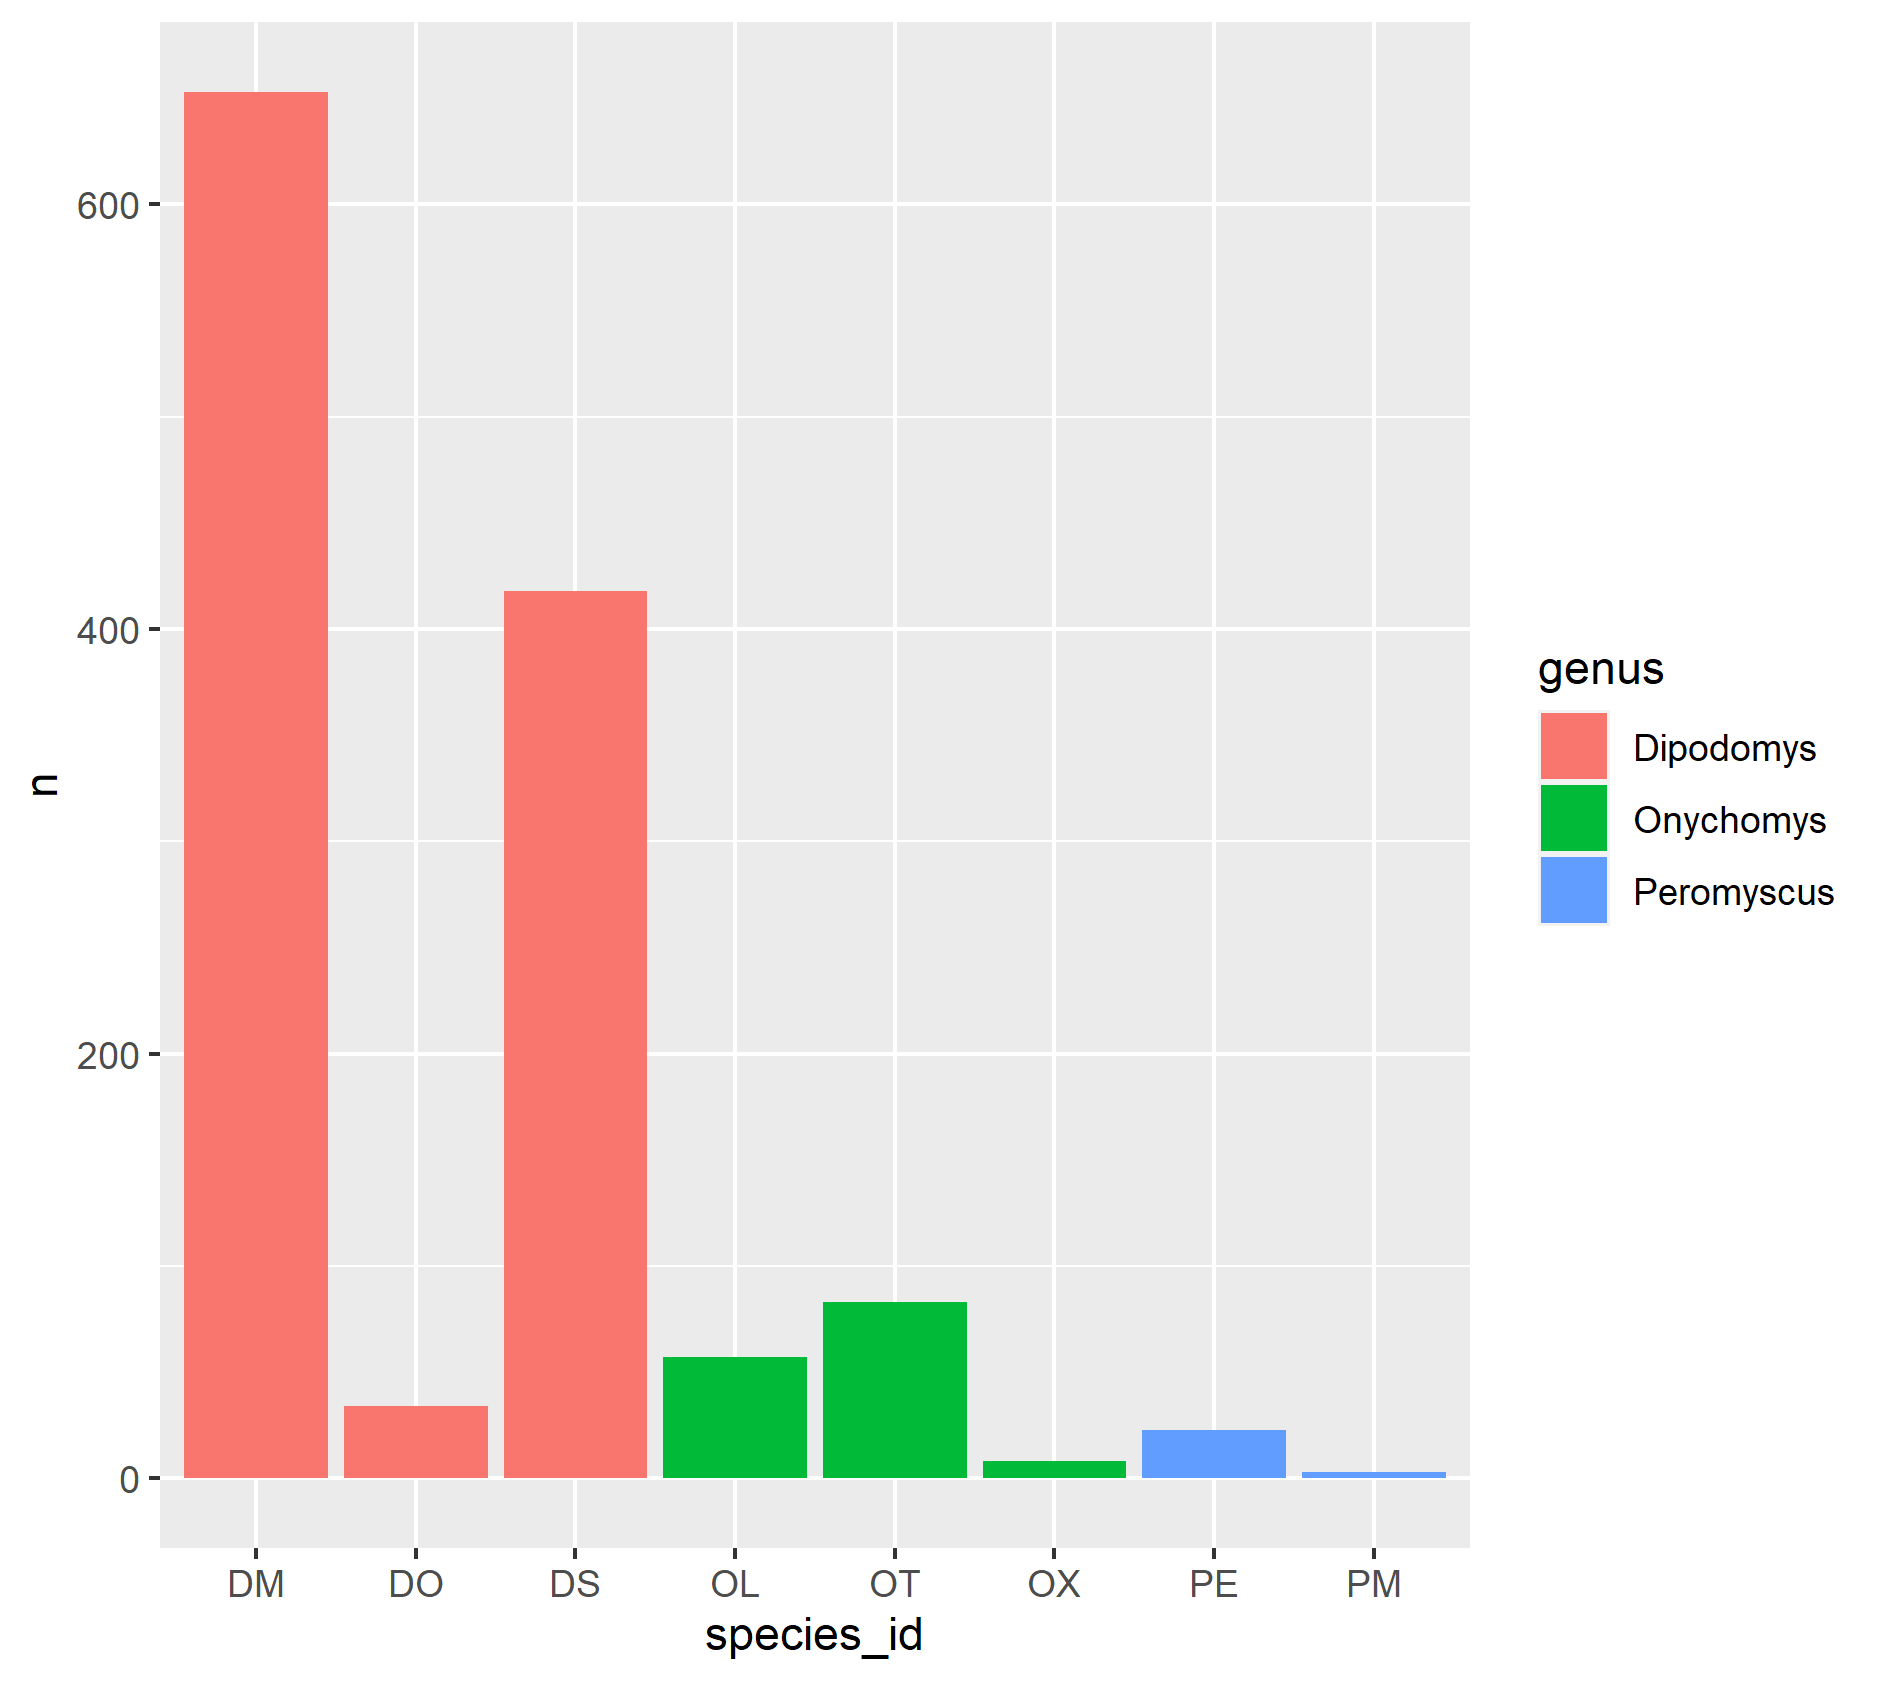 600
400
200
0
n
DM DO DS OL OT OX PE PM
species_id
genus
Dipodomys
Onychomys
Peromyscus